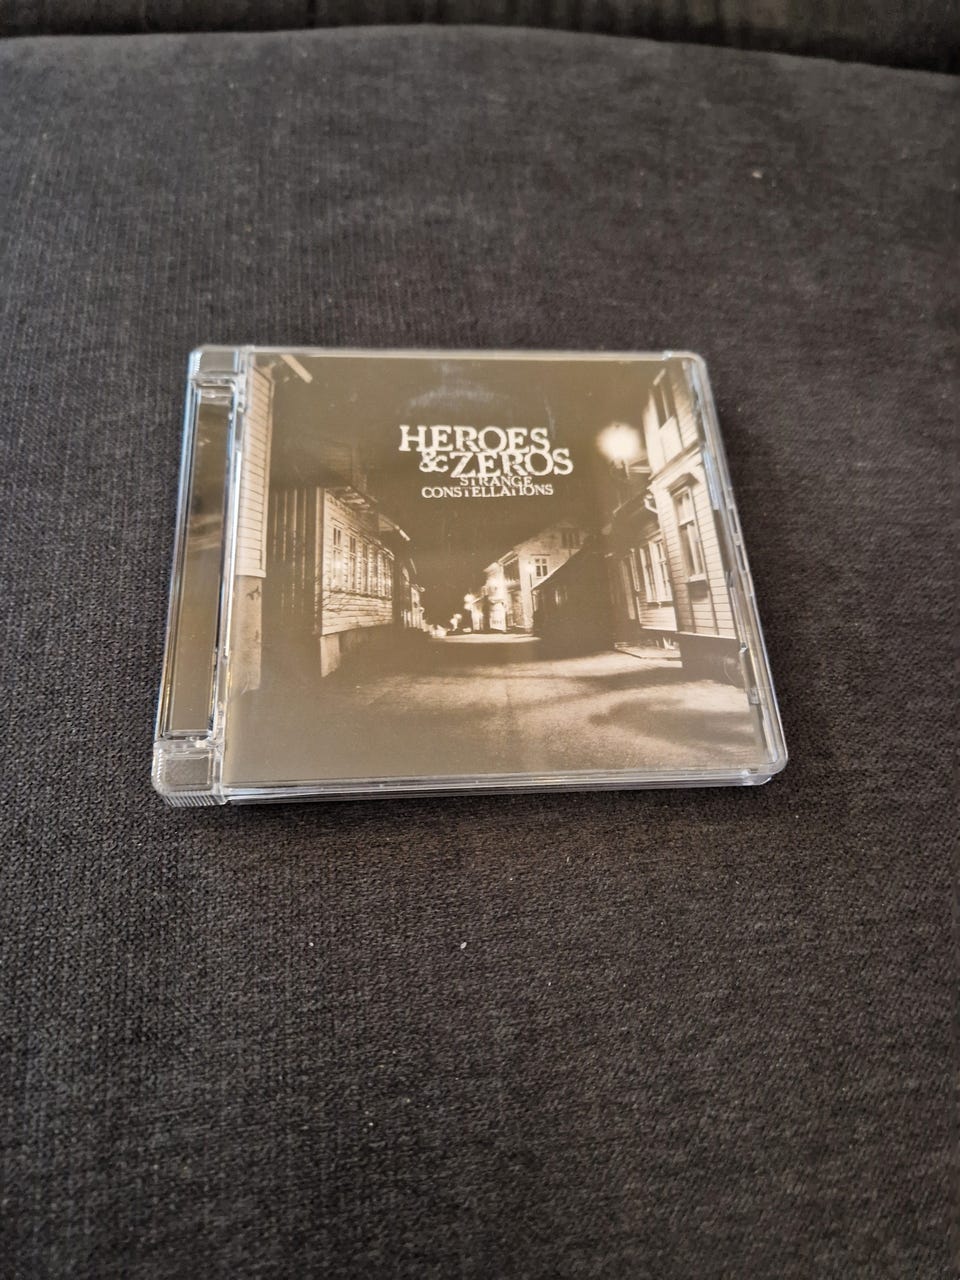 HEROES
& ZEROS
STRANGE
CONSTELLATIONS